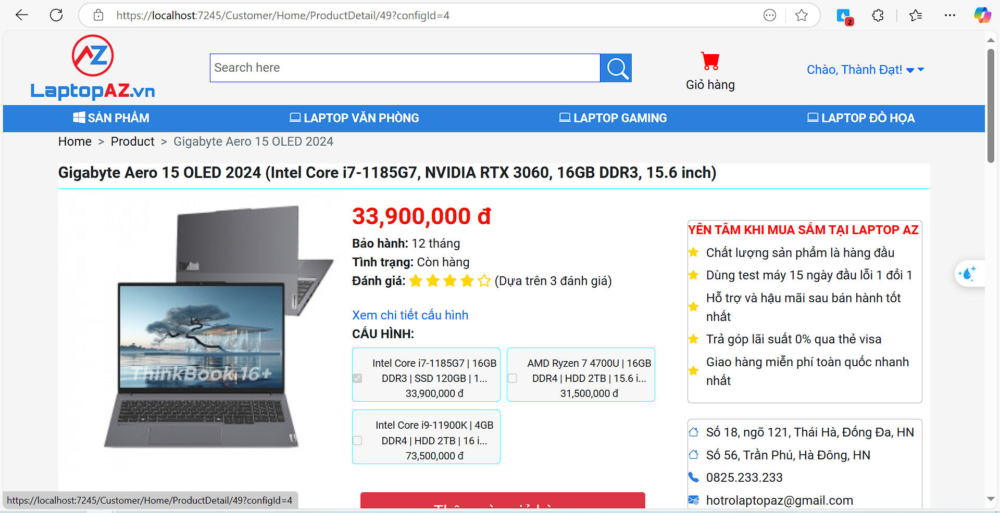 https://localhost:7245/Customer/Home/ProductDetail/49?configId=4
2
AZ
LaptopAZ.vn
Search here
Giỏ hàng
Chào, Thành Đạt!
SẢN PHẨM
LAPTOP VĂN PHÒNG
LAPTOP GAMING
LAPTOP ĐỒ HỌA
Home > Product > Gigabyte Aero 15 OLED 2024
Gigabyte Aero 15 OLED 2024 (Intel Core i7-1185G7, NVIDIA RTX 3060, 16GB DDR3, 15.6 inch)
ThinkBook
ThinkBook 16+
33,900,000 đ
Bảo hành: 12 tháng
Tình trạng: Còn hàng
Đánh giá: (Dựa trên 3 đánh giá)
Xem chi tiết cấu hình
CẤU HÌNH:
Intel Core i7-1185G7 | 16GB
DDR3 | SSD 120GB | 1...
33,900,000 đ
AMD Ryzen 7 4700U | 16GB
DDR4 | HDD 2TB | 15.6 i...
31,500,000 đ
Intel Core i9-11900K | 4GB
DDR4 | HDD 2TB | 16 i...
73,500,000 đ
YÊN TÂM KHI MUA SẮM TẠI LAPTOP AZ
Chất lượng sản phẩm là hàng đầu
Dùng test máy 15 ngày đầu lỗi 1 đổi 1
Hỗ trợ và hậu mãi sau bán hành tốt
nhất
Trả góp lãi suất 0% qua thẻ visa
Giao hàng miễn phí toàn quốc nhanh
nhất
Số 18, ngõ 121, Thái Hà, Đống Đa, HN
Số 56, Trần Phú, Hà Đông, HN
0825.233.233
hotrolaptopaz@gmail.com
https://localhost:7245/Customer/Home/ProductDetail/49?configId=4